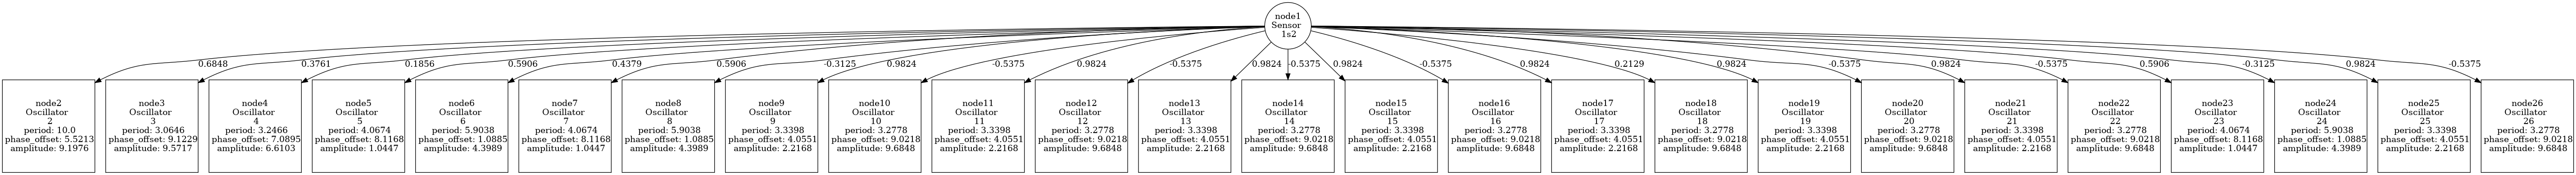 node1
Sensor
1s2
0.6848
0.3761
0.1856
0.5906
0.4379
0.5906
-0.3125
0.9824
-0.5375
0.9824
-0.5375
0.9824
-0.5375
0.9824
-0.5375
0.9824
0.2129
0.9824
-0.5375
0.9824
-0.5375
0.5906
-0.3125
0.9824
-0.5375
node2
Oscillator
2
period: 10.0
phase_offset: 5.5213
amplitude: 9.1976
node3
Oscillator
3
period: 3.0646
phase_offset: 9.1229
amplitude: 9.5717
node4
Oscillator
4
period: 3.2466
phase_offset: 7.0895
amplitude: 6.6103
node5
Oscillator
5
period: 4.0674
phase_offset: 8.1168
amplitude: 1.0447
node6
Oscillator
6
period: 5.9038
phase_offset: 1.0885
amplitude: 4.3989
node7
Oscillator
7
period: 4.0674
phase_offset: 8.1168
amplitude: 1.0447
node8
Oscillator
8
period: 5.9038
phase_offset: 1.0885
amplitude: 4.3989
node9
Oscillator
9
period: 3.3398
phase_offset: 4.0551
amplitude: 2.2168
node10
Oscillator
10
period: 3.2778
phase_offset: 9.0218
amplitude: 9.6848
node11
Oscillator
11
period: 3.3398
phase_offset: 4.0551
amplitude: 2.2168
node12
Oscillator
12
period: 3.2778
phase_offset: 9.0218
amplitude: 9.6848
node13
Oscillator
13
period: 3.3398
phase_offset: 4.0551
amplitude: 2.2168
node14
Oscillator
14
period: 3.2778
phase_offset: 9.0218
amplitude: 9.6848
node15
Oscillator
15
period: 3.3398
phase_offset: 4.0551
amplitude: 2.2168
node16
Oscillator
16
period: 3.2778
phase_offset: 9.0218
amplitude: 9.6848
node17
Oscillator
17
period: 3.3398
phase_offset: 4.0551
amplitude: 2.2168
node18
Oscillator
18
period: 3.2778
phase_offset: 9.0218
amplitude: 9.6848
node19
Oscillator
19
period: 3.3398
phase_offset: 4.0551
amplitude: 2.2168
node20
Oscillator
20
period: 3.2778
phase_offset: 9.0218
amplitude: 9.6848
node21
Oscillator
21
period: 3.3398
phase_offset: 4.0551
amplitude: 2.2168
node22
Oscillator
22
period: 3.2778
phase_offset: 9.0218
amplitude: 9.6848
node23
Oscillator
23
period: 4.0674
phase_offset: 8.1168
amplitude: 1.0447
node24
Oscillator
24
period: 5.9038
phase_offset: 1.0885
amplitude: 4.3989
node25
Oscillator
25
period: 3.3398
phase_offset: 4.0551
amplitude: 2.2168
node26
Oscillator
26
period: 3.2778
phase_offset: 9.0218
amplitude: 9.6848